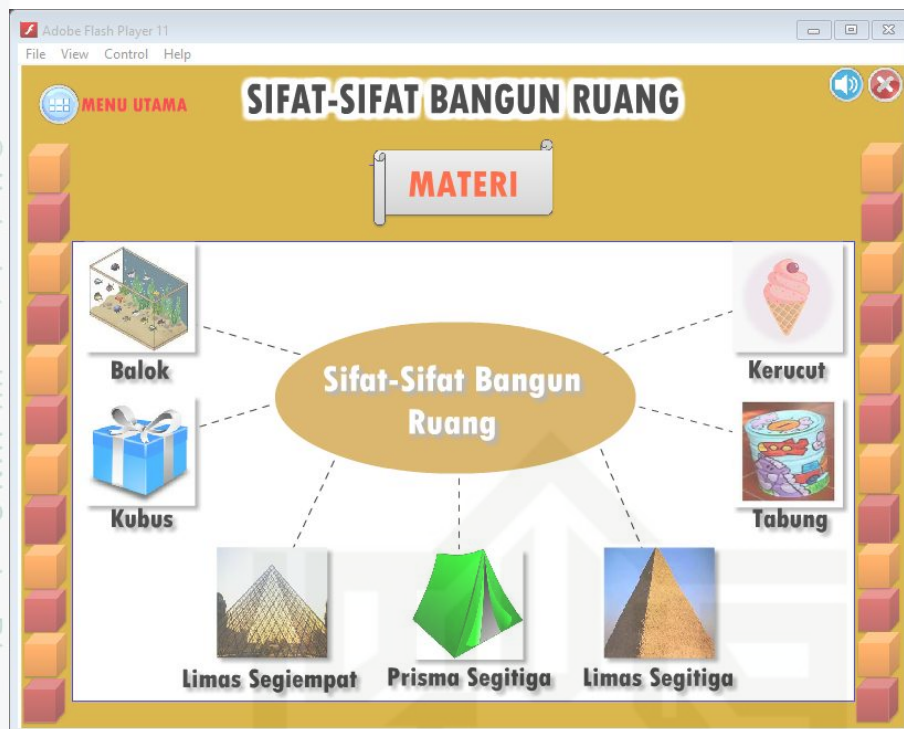 Adobe Flash Player 11
File View Control Help
MENU UTAMA
SIFAT-SIFAT BANGUN RUANG
MATERI
Balok
Kerucut
Sifat-Sifat Bangun
Ruang
Kubus
Tabung
Limas Segiempat
Prisma Segitiga
Limas Segitiga